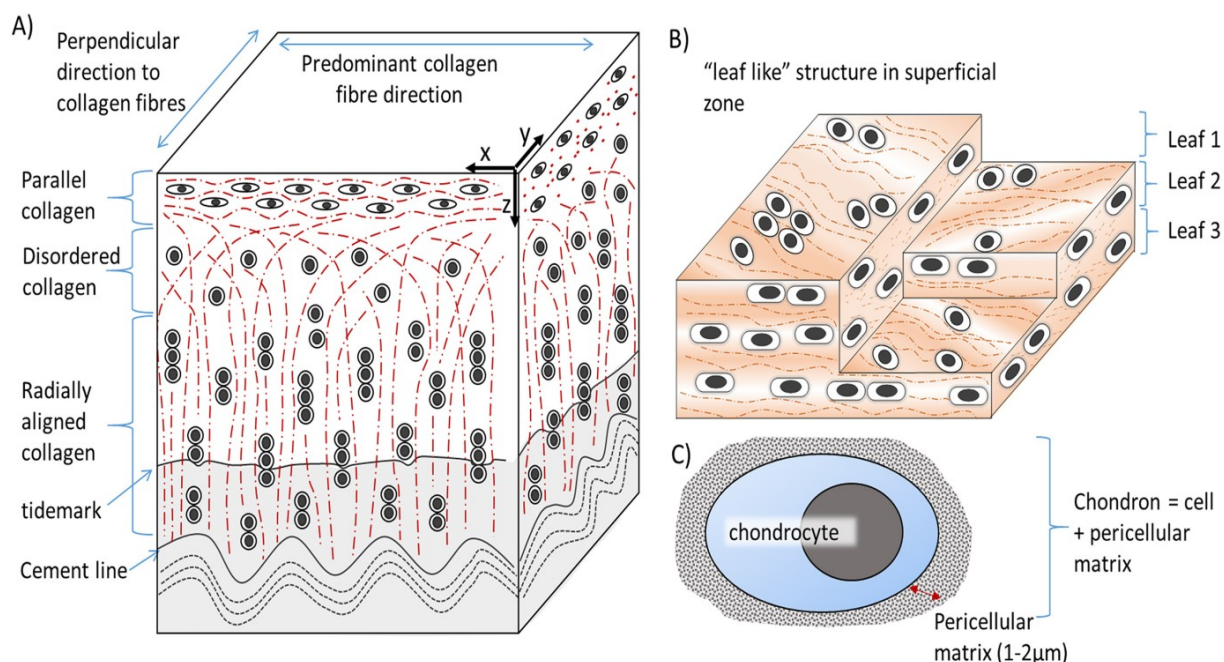 A)
Perpendicular
direction to
collagen fibres
Predominant collagen
fibre direction
x
y
z
Parallel
collagen
Disordered
collagen
Radially
aligned
collagen
tidemark
Cement line
B)
“leaf like” structure in superficial
zone
Leaf 1
Leaf 2
Leaf 3
C)
chondrocyte
Chondron = cell
+ pericellular
matrix
Pericellular
matrix (1-2μm)